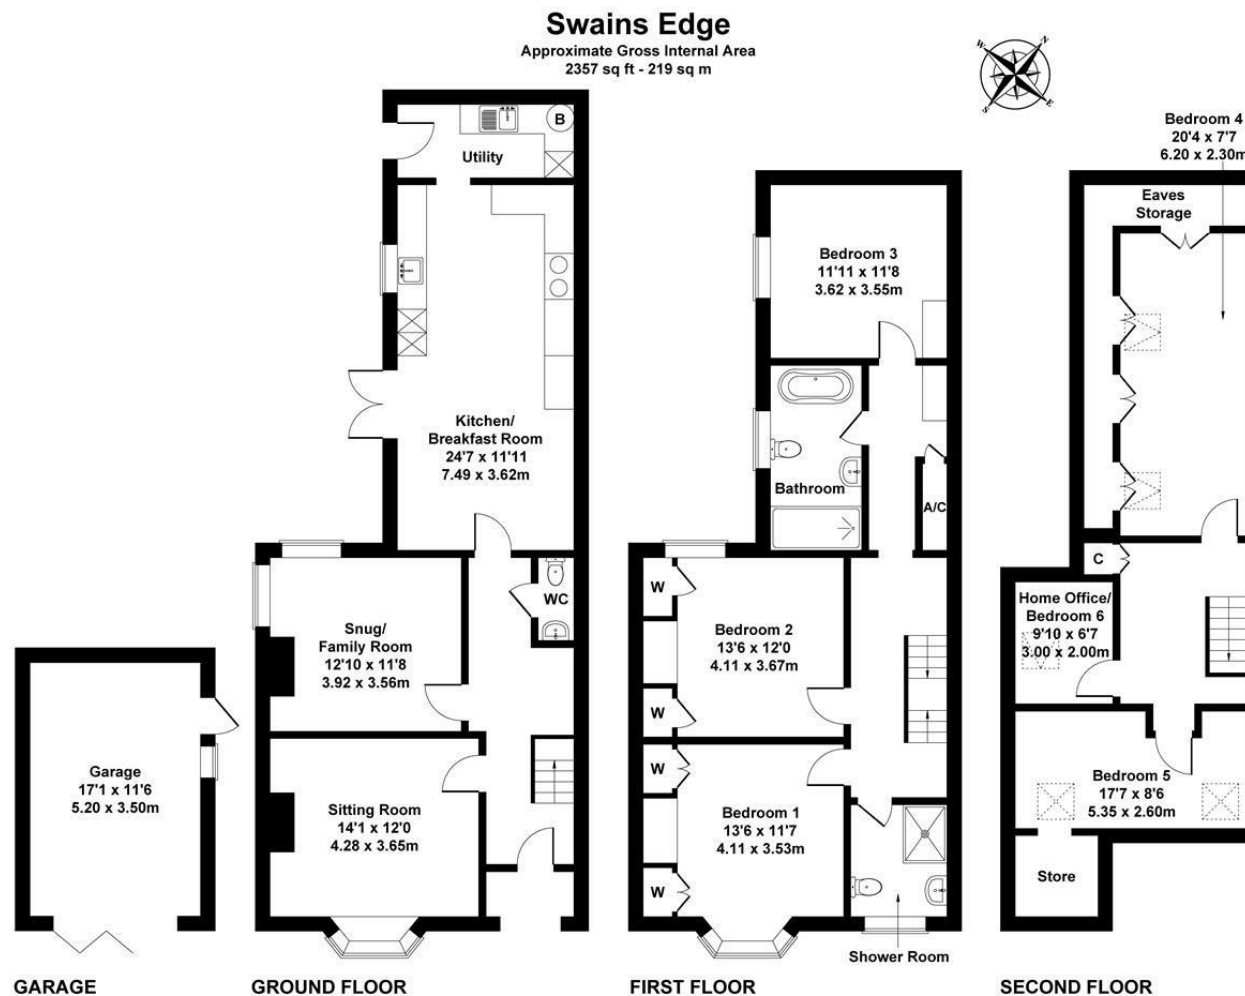 Swains Edge
Approximate Gross Internal Area
2357 sq ft - 219 sq m
N
W
E
S
B
Utility
Kitchen/
Breakfast Room
24'7 x 11'11
7.49 x 3.62m
WC
Snug/
Family Room
12'10 x 11'8
3.92 x 3.56m
Sitting Room
14'1 x 12'0
4.28 x 3.65m
Garage
17'1 x 11'6
5.20 x 3.50m
Bedroom 3
11'11 x 11'8
3.62 x 3.55m
Bathroom
A/C
W
Bedroom 2
13'6 x 12'0
4.11 x 3.67m
W
W
Bedroom 1
13'6 x 11'7
4.11 x 3.53m
W
Shower Room
Bedroom 4
20'4 x 7'7
6.20 x 2.30m
Eaves
Storage
C
Home Office/
Bedroom 6
9'10 x 6'7
3.00 x 2.00m
Bedroom 5
17'7 x 8'6
5.35 x 2.60m
Store
GARAGE
GROUND FLOOR
FIRST FLOOR
SECOND FLOOR